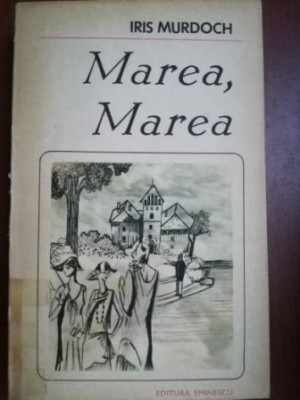 IRIS MURDOCH
Marea,
Marea
EDITURA EMINESCU